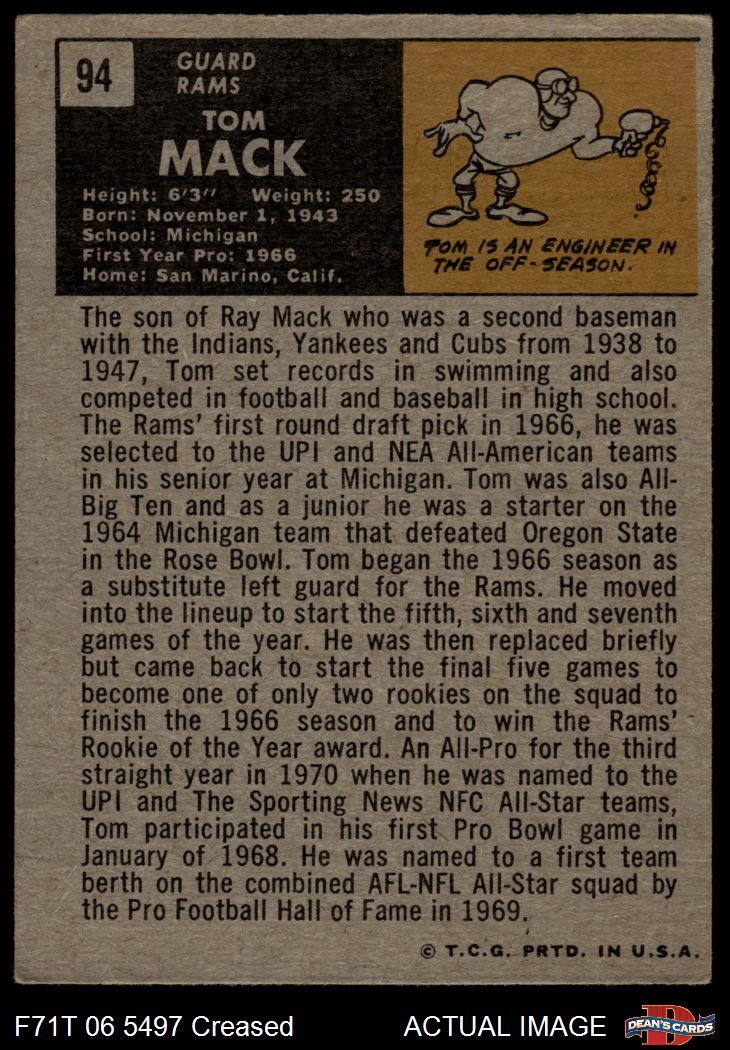 94
GUARD
RAMS
TOM
MACK
Height: 6'3" Weight: 250
Born: November 1, 1943
School: Michigan
First Year Pro: 1966
Home: San Marino, Calif.
TOM IS AN ENGINEER IN
THE OFF-SEASON.
The son of Ray Mack who was a second baseman
with the Indians, Yankees and Cubs from 1938 to
1947, Tom set records in swimming and also
competed in football and baseball in high school.
The Rams' first round draft pick in 1966, he was
selected to the UPI and NEA All-American teams
in his senior year at Michigan. Tom was also All-
Big Ten and as a junior he was a starter on the
1964 Michigan team that defeated Oregon State
in the Rose Bowl. Tom began the 1966 season as
a substitute left guard for the Rams. He moved
into the lineup to start the fifth, sixth and seventh
games of the year. He was then replaced briefly
but came back to start the final five games to
become one of only two rookies on the squad to
finish the 1966 season and to win the Rams'
Rookie of the Year award. An All-Pro for the third
straight year in 1970 when he was named to the
UPI and The Sporting News NFC All-Star teams,
Tom participated in his first Pro Bowl game in
January of 1968. He was named to a first team
berth on the combined AFL-NFL All-Star squad by
the Pro Football Hall of Fame in 1969.
© T.C.G. PRTD. IN U.S.A.
F71T 06 5497 Creased ACTUAL IMAGE
D
DEAN'S CARDS